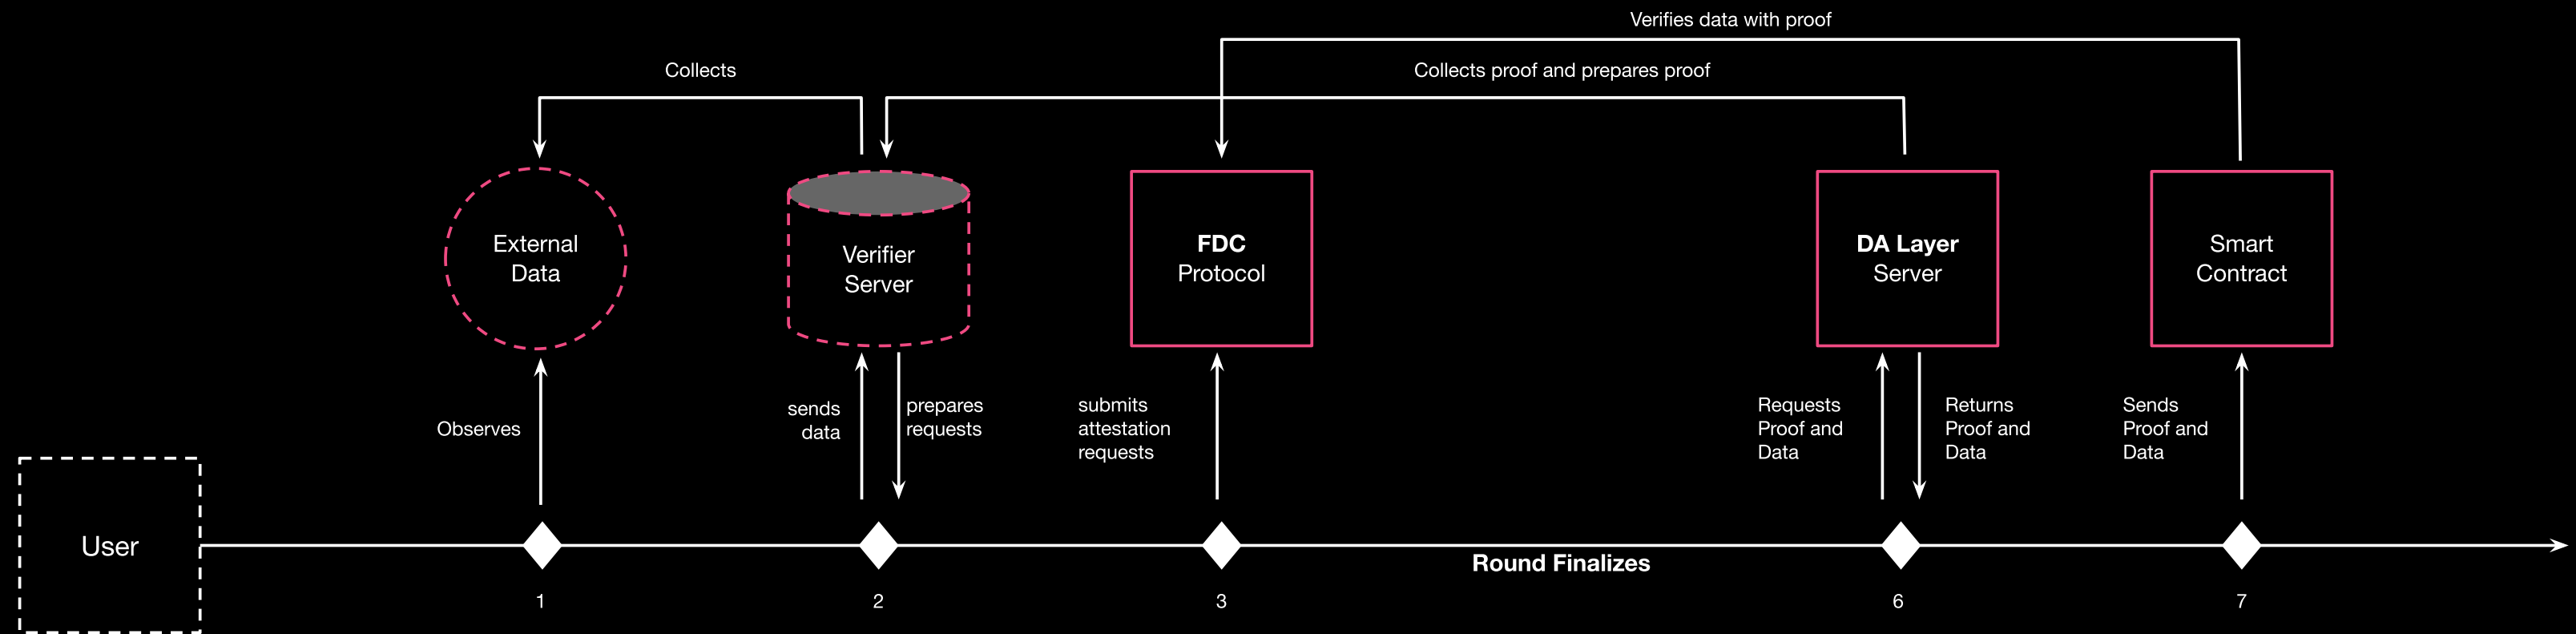 Verifies data with proof
Collects
Collects proof and prepares proof
External
Data
Verifier
Server
FDC
Protocol
DA Layer
Server
Smart
Contract
Observes
sends
data
prepares
requests
submits
attestation
requests
Requests
Proof and
Data
Returns
Proof and
Data
Sends
Proof and
Data
User
Round Finalizes
1
2
3
6
7